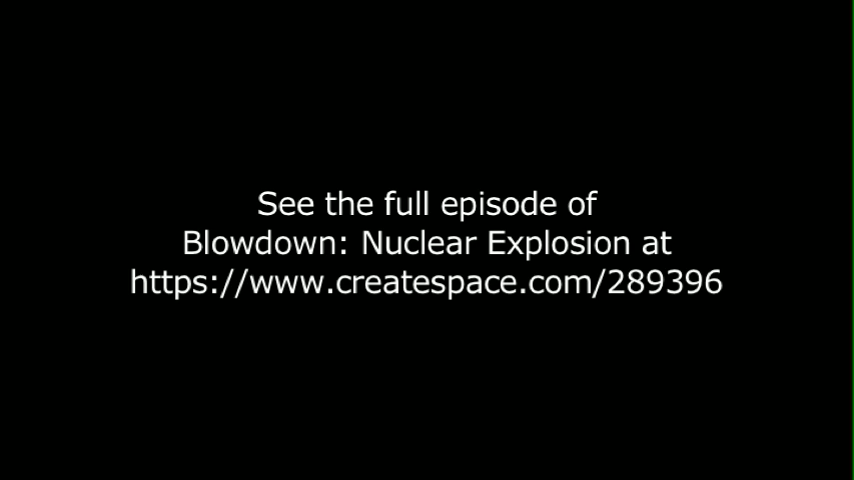 See the full episode of
Blowdown: Nuclear Explosion at
https://www.createspace.com/289396